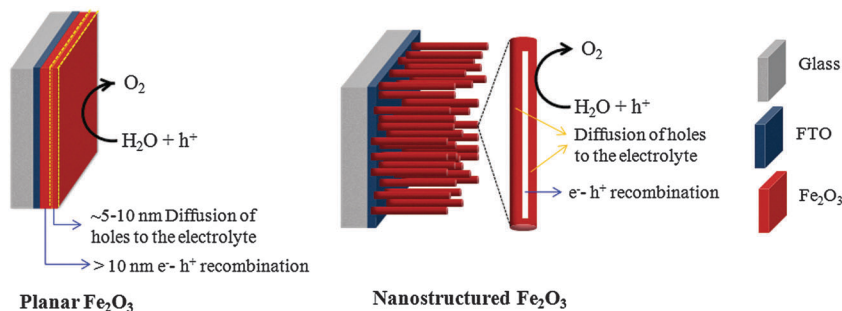 O₂
H₂O + h⁺
~5-10 nm Diffusion of
holes to the electrolyte
> 10 nm e⁻- h⁺ recombination
Planar Fe₂O₃
O₂
H₂O + h⁺
Diffusion of holes
to the electrolyte
e⁻- h⁺ recombination
Nanostructured Fe₂O₃
Glass
FTO
Fe₂O₃